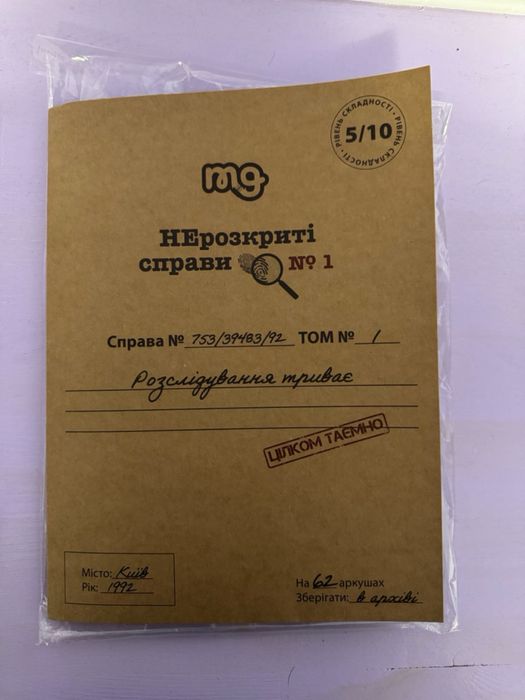 РІВЕНЬ СКЛАДНОСТІ • РІВЕНЬ СКЛАДНОСТІ •
5/10
mg
НЕрозкриті
справи № 1
Справа № 753/39483/92 ТОМ № 1
Розслідування триває
ЦІЛКОМ ТАЄМНО
Місто: Київ
Рік: 1992
На 62 аркушах
Зберігати: в архіві